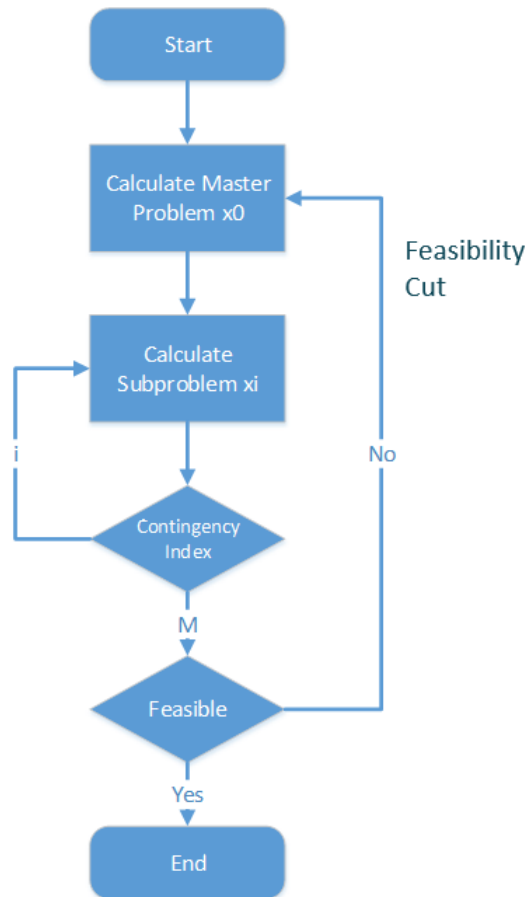 Start
Calculate Master
Problem x0
Feasibility
Cut
Calculate
Subproblem xi
i
No
Contingency
Index
M
Feasible
Yes
End